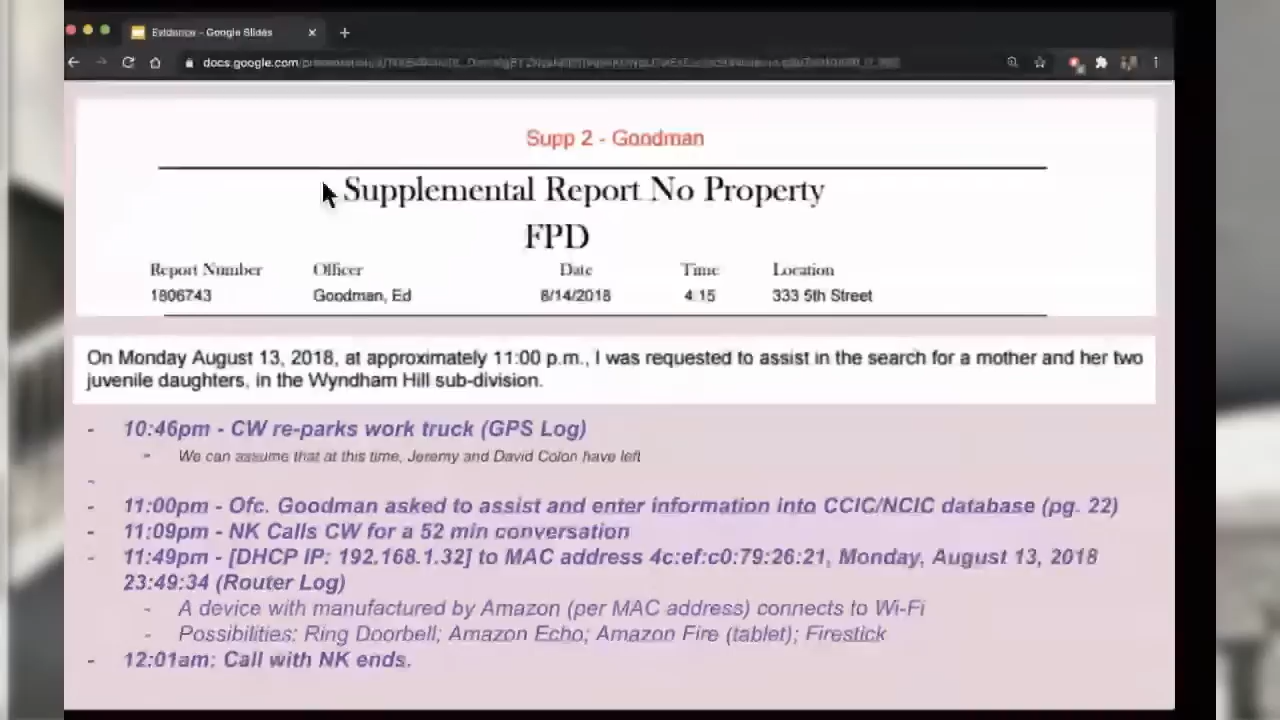 Evidence - Google Slides
docs.google.com
Supp 2 - Goodman
Supplemental Report No Property
FPD
Report Number Officer Date Time Location
1806743 Goodman, Ed 8/14/2018 4:15 333 5th Street
On Monday August 13, 2018, at approximately 11:00 p.m., I was requested to assist in the search for a mother and her two
juvenile daughters, in the Wyndham Hill sub-division.
- 10:46pm - CW re-parks work truck (GPS Log)
- We can assume that at this time, Jeremy and David Colon have left
-
- 11:00pm - Ofc. Goodman asked to assist and enter information into CCIC/NCIC database (pg. 22)
- 11:09pm - NK Calls CW for a 52 min conversation
- 11:49pm - [DHCP IP: 192.168.1.32] to MAC address 4c:ef:c0:79:26:21, Monday, August 13, 2018
23:49:34 (Router Log)
- A device with manufactured by Amazon (per MAC address) connects to Wi-Fi
- Possibilities: Ring Doorbell; Amazon Echo; Amazon Fire (tablet); Firestick
- 12:01am: Call with NK ends.